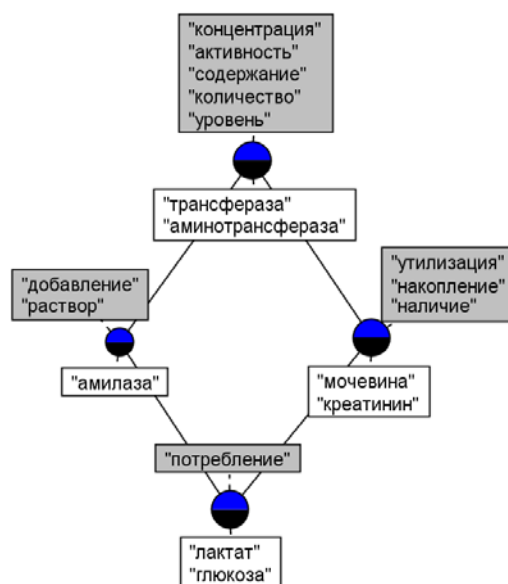 "концентрация"
"активность"
"содержание"
"количество"
"уровень"
"трансфераза"
"аминотрансфераза"
"добавление"
"раствор"
"утилизация"
"накопление"
"наличие"
"амилаза"
"мочевина"
"креатинин"
"потребление"
"лактат"
"глюкоза"